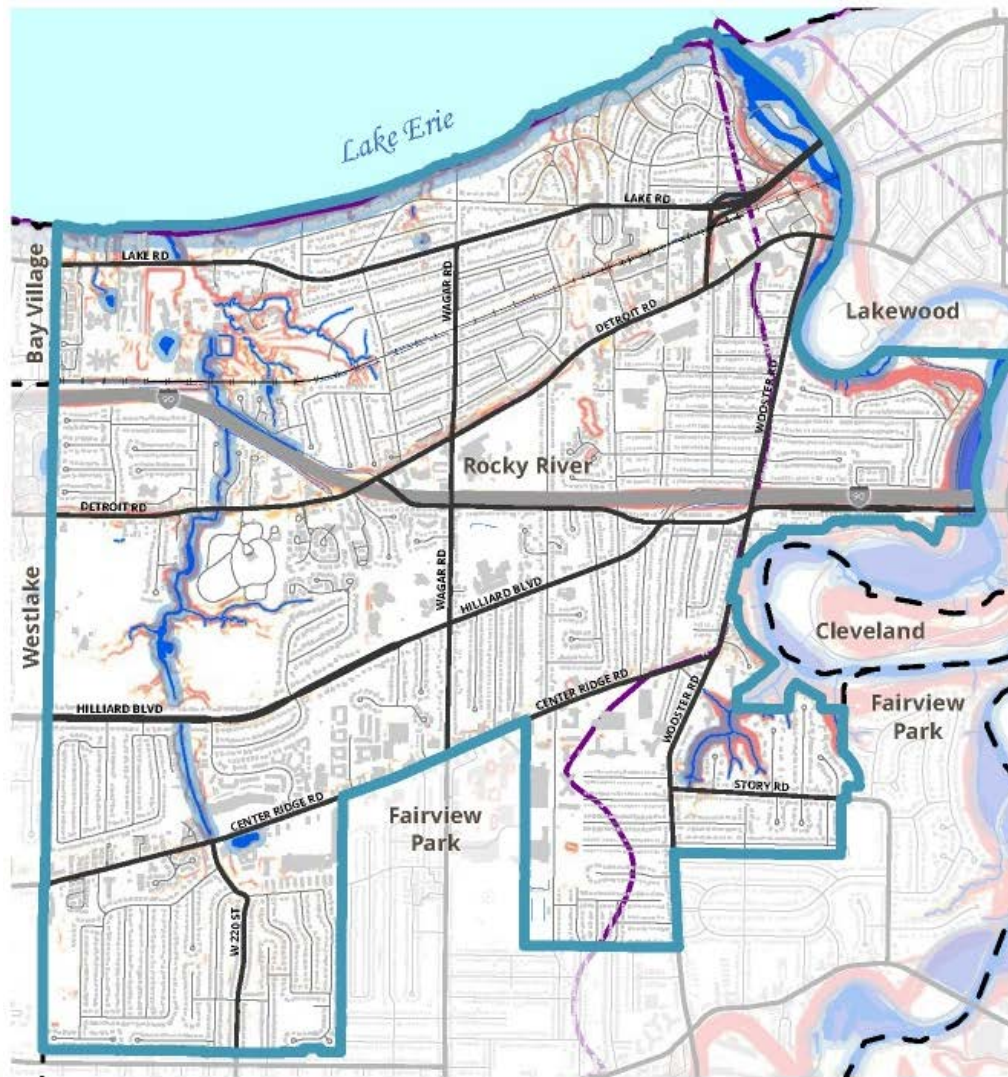 Lake Erie
LAKE RD
LAKE RD
Bay Village
WAGAR RD
DETROIT RD
Lakewood
WOOSTER RD
90
Rocky River
90
DETROIT RD
WAGAR RD
HILLIARD BLVD
Westlake
Cleveland
CENTER RIDGE RD
HILLIARD BLVD
WOOSTER RD
Fairview
Park
STORY RD
CENTER RIDGE RD
Fairview
Park
W 220 ST